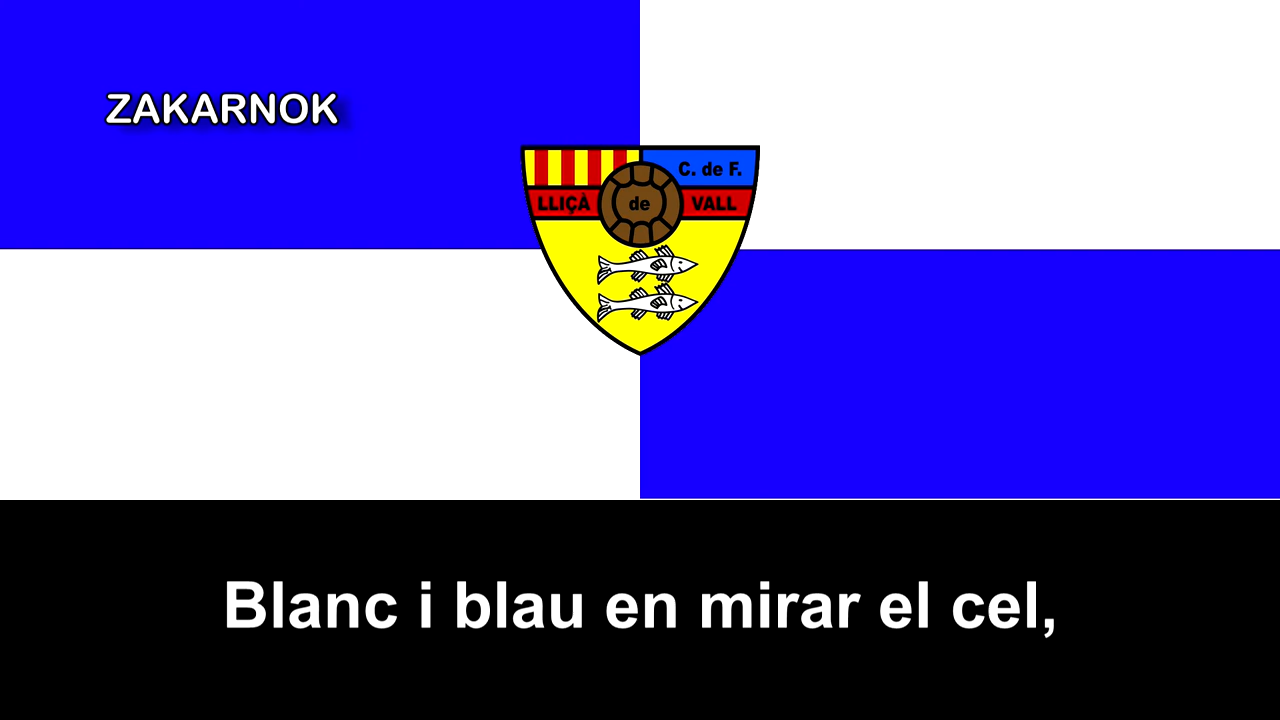 ZAKARNOK
C. de F.
LLIÇÀ de VALL
Blanc i blau en mirar el cel,